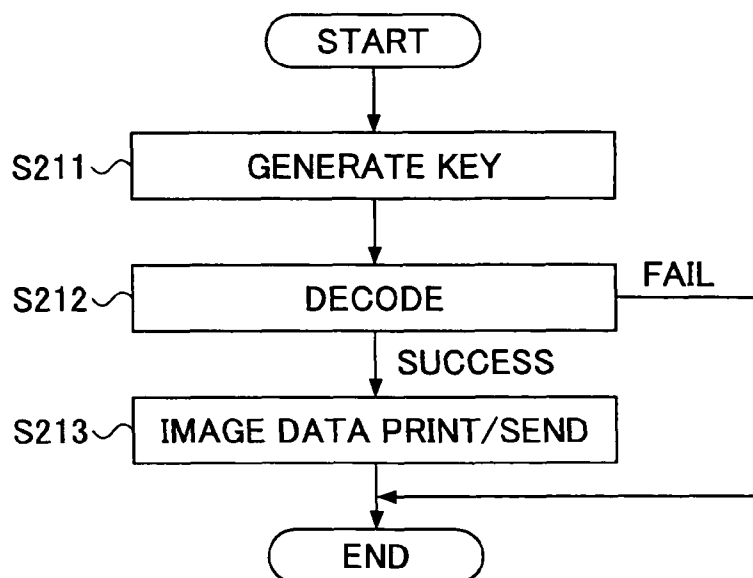 START
S211
GENERATE KEY
S212
DECODE
FAIL
SUCCESS
S213
IMAGE DATA PRINT/SEND
END